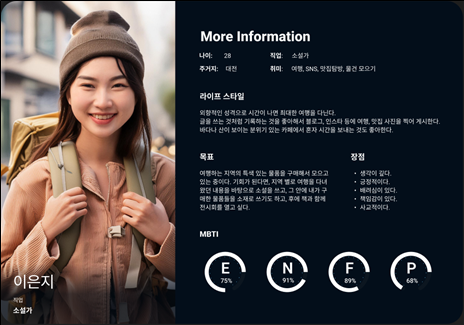 More Information
나이: 28 직업: 소설가
주거지: 대전 취미: 여행, SNS, 맛집탐방, 물건 모으기
라이프 스타일
외향적인 성격으로 시간이 나면 최대한 여행을 다닌다.
글을 쓰는 것처럼 기록하는 것을 좋아해서 블로그, 인스타 등에 여행, 맛집 사진을 찍어 게시한다.
바다나 산이 보이는 분위기 있는 카페에서 혼자 시간을 보내는 것도 좋아한다.
목표
여행하는 지역의 특색 있는 물품을 구매해서 모으고
있는 중이다. 기회가 된다면, 지역 별로 여행을 다녀
왔던 내용을 바탕으로 소설을 쓰고, 그 안에 내가 구
매한 물품들을 소재로 쓰기도 하고, 후에 책과 함께
전시회를 열고 싶다.
장점
• 생각이 깊다.
• 긍정적이다.
• 배려심이 있다.
• 책임감이 있다.
• 사교적이다.
MBTI
E N F P
75% 91% 89% 68%
이은지
직업
소설가